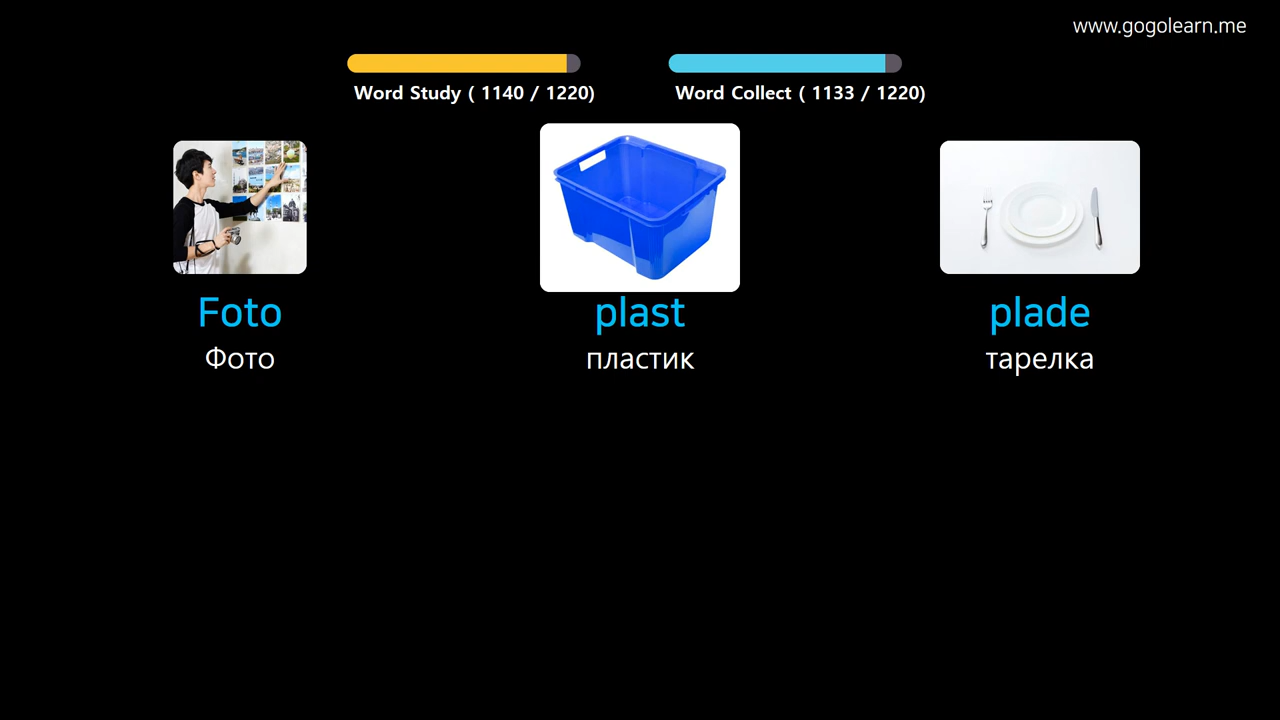 www.gogolearn.me
Word Study ( 1140 / 1220)
Word Collect ( 1133 / 1220)
Foto
Фото
plast
пластик
plade
тарелка